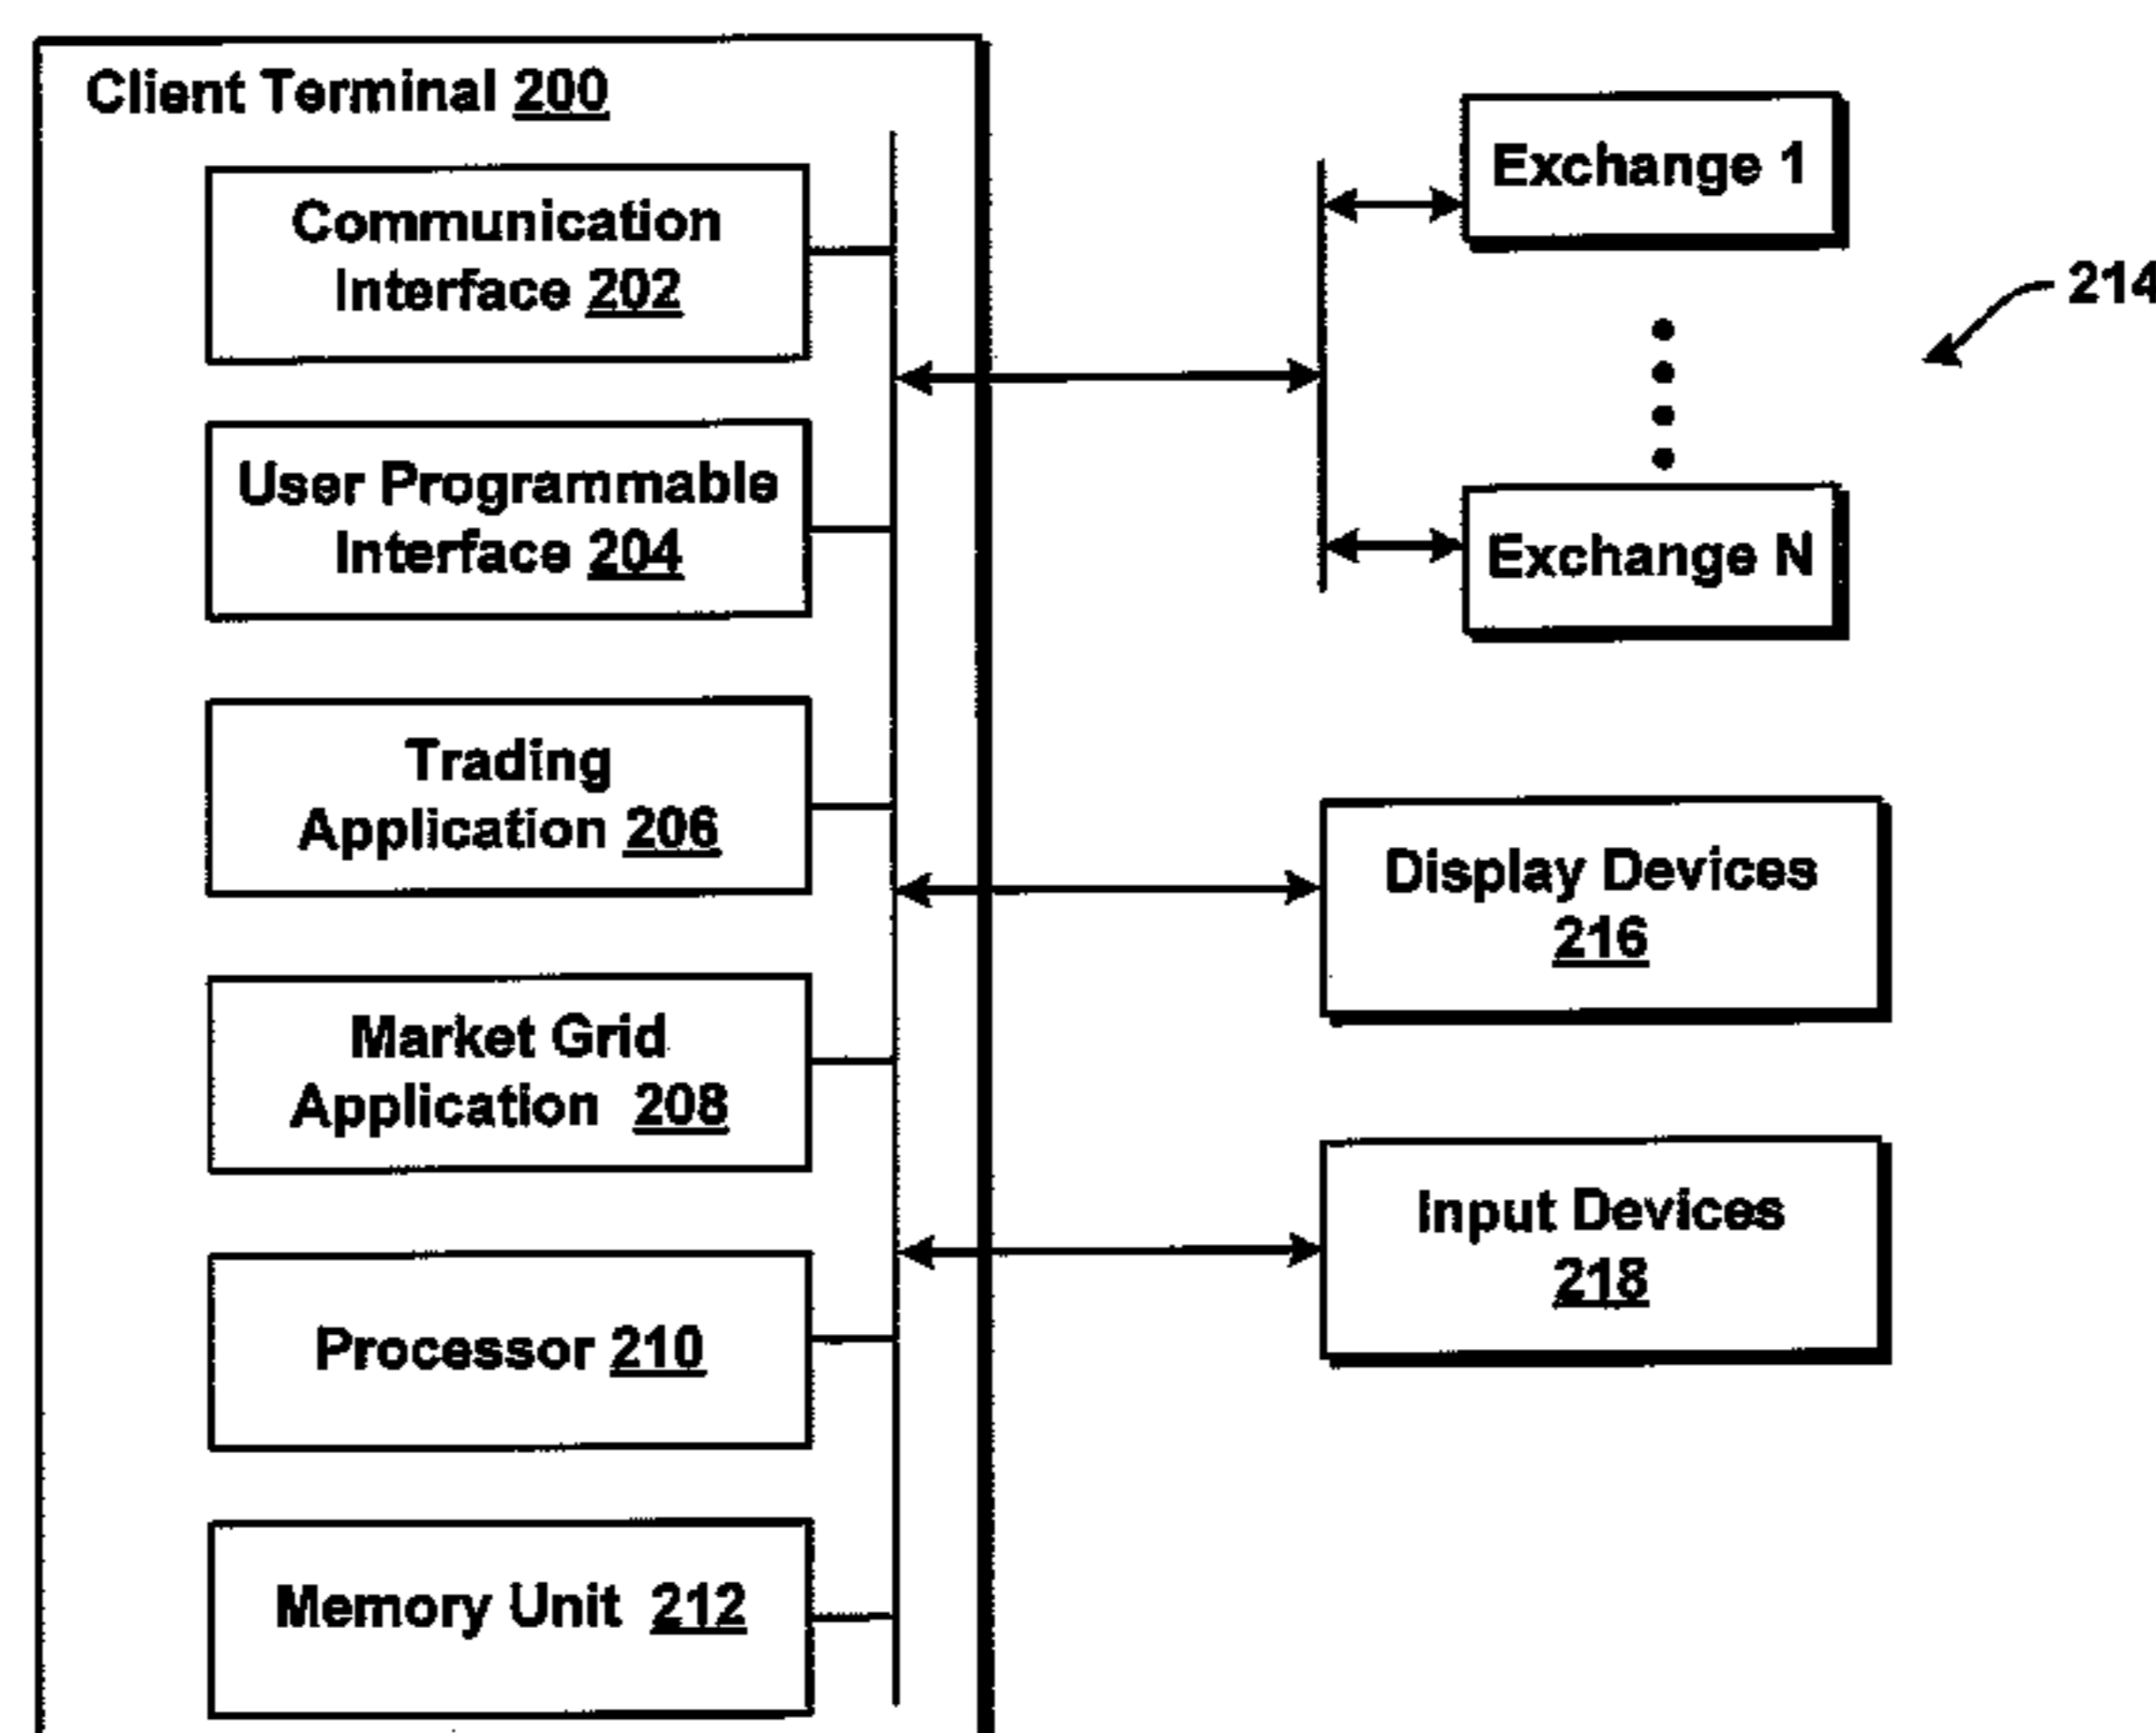 Client Terminal 200
Communication
Interface 202
User Programmable
Interface 204
Trading
Application 206
Market Grid
Application 208
Processor 210
Memory Unit 212
Exchange 1
214
Exchange N
Display Devices
216
Input Devices
218